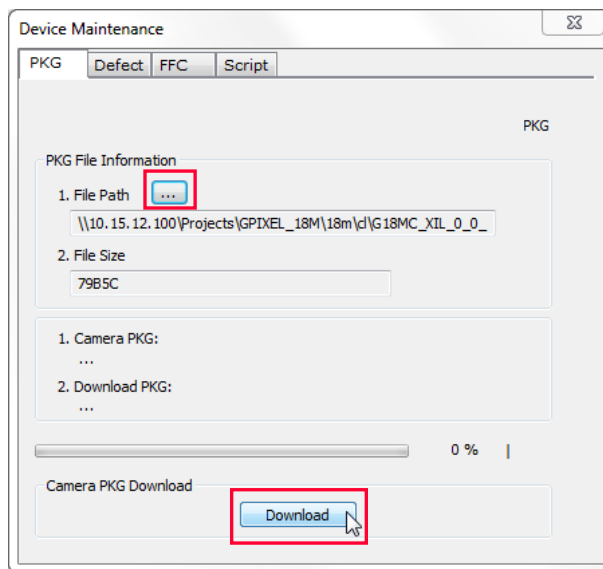 Device Maintenance
PKG Defect FFC Script
PKG
PKG File Information
1. File Path ...
\\10.15.12.100\Projects\GPIXEL_18M\18m\cl\G18MC_XIL_0_0_
2. File Size
79B5C
1. Camera PKG:
...
2. Download PKG:
...
0 % |
Camera PKG Download
Download